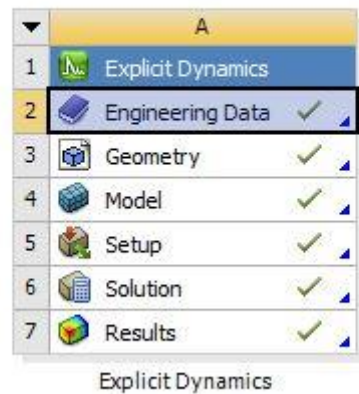 A
1 Explicit Dynamics
2 Engineering Data
3 Geometry
4 Model
5 Setup
6 Solution
7 Results
Explicit Dynamics